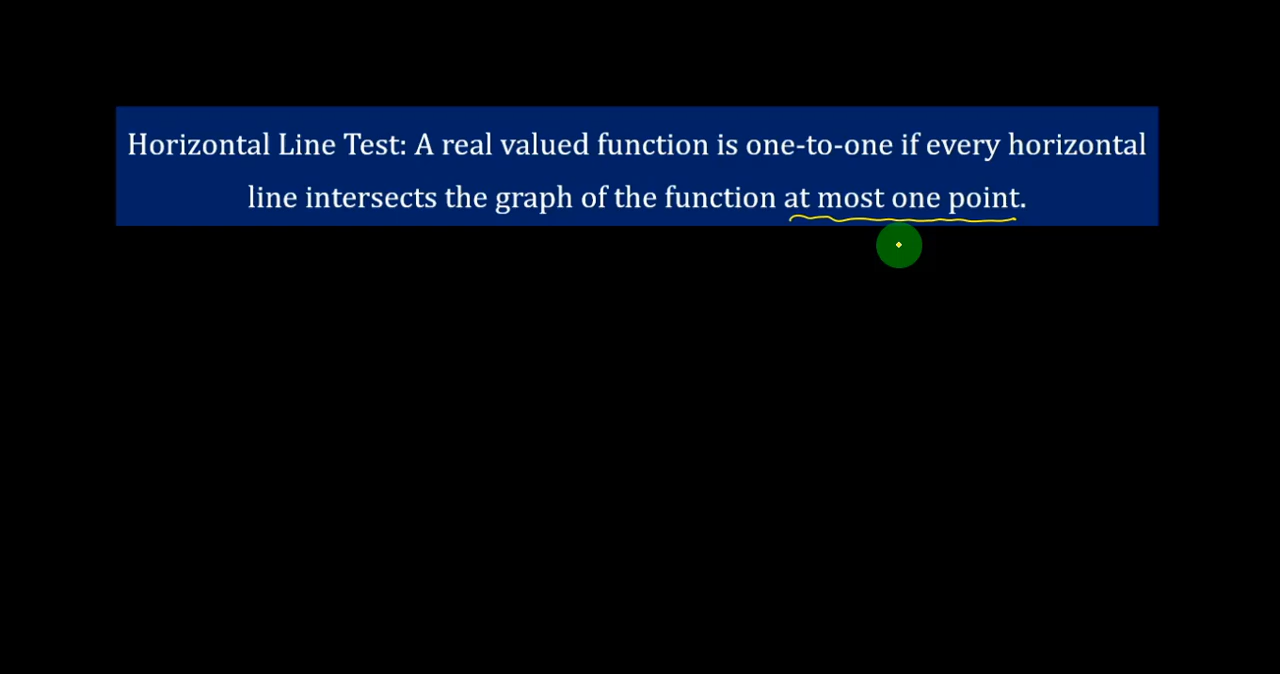 Horizontal Line Test: A real valued function is one-to-one if every horizontal
line intersects the graph of the function at most one point.